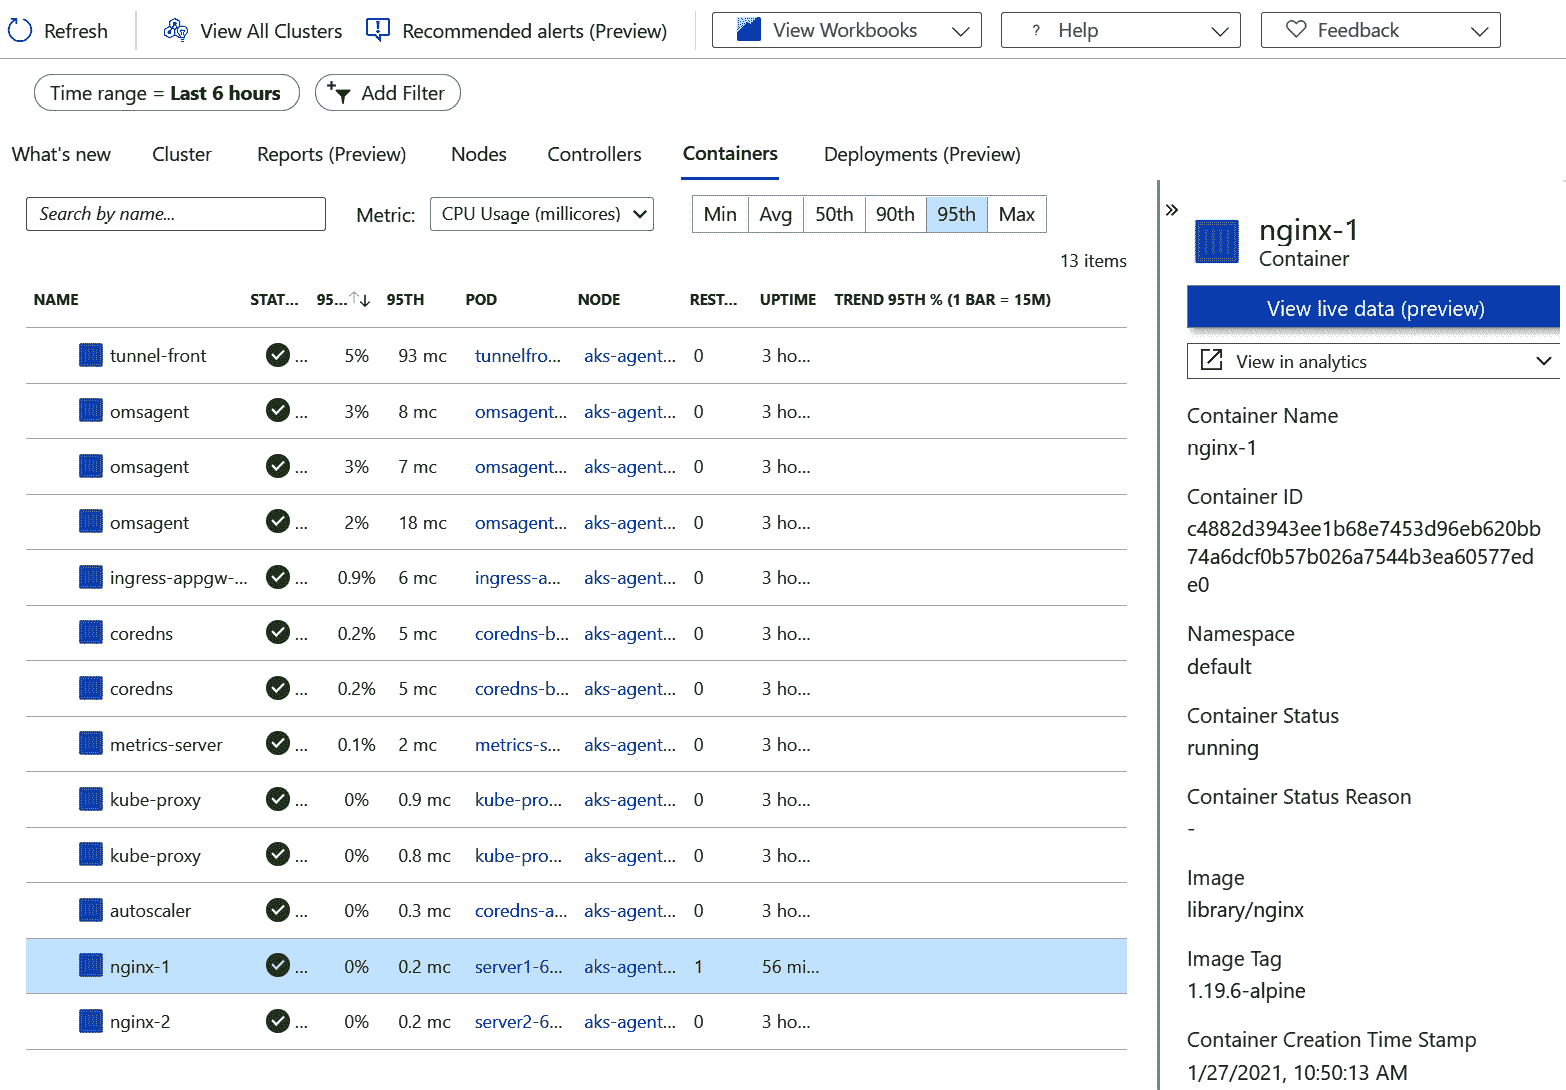 Refresh View All Clusters Recommended alerts (Preview) View Workbooks ? Help Feedback
Time range = Last 6 hours Add Filter
What's new Cluster Reports (Preview) Nodes Controllers Containers Deployments (Preview)
Search by name... Metric: CPU Usage (millicores) Min Avg 50th 90th 95th Max
13 items
NAME STAT... 95... 95TH POD NODE REST... UPTIME TREND 95TH % (1 BAR = 15M)
tunnel-front ... 5% 93 mc tunnelfro... aks-agent... 0 3 ho...
omsagent ... 3% 8 mc omsagent... aks-agent... 0 3 ho...
omsagent ... 3% 7 mc omsagent... aks-agent... 0 3 ho...
omsagent ... 2% 18 mc omsagent... aks-agent... 0 3 ho...
ingress-appgw-... ... 0.9% 6 mc ingress-a... aks-agent... 0 3 ho...
coredns ... 0.2% 5 mc coredns-b... aks-agent... 0 3 ho...
coredns ... 0.2% 5 mc coredns-b... aks-agent... 0 3 ho...
metrics-server ... 0.1% 2 mc metrics-s... aks-agent... 0 3 ho...
kube-proxy ... 0% 0.9 mc kube-pro... aks-agent... 0 3 ho...
kube-proxy ... 0% 0.8 mc kube-pro... aks-agent... 0 3 ho...
autoscaler ... 0% 0.3 mc coredns-a... aks-agent... 0 3 ho...
nginx-1 ... 0% 0.2 mc server1-6... aks-agent... 1 56 mi...
nginx-2 ... 0% 0.2 mc server2-6... aks-agent... 0 3 ho...
nginx-1
Container
View live data (preview)
View in analytics
Container Name
nginx-1
Container ID
c4882d3943ee1b68e7453d96eb620bb
74a6dcf0b57b026a7544b3ea60577ed
e0
Namespace
default
Container Status
running
Container Status Reason
-
Image
library/nginx
Image Tag
1.19.6-alpine
Container Creation Time Stamp
1/27/2021, 10:50:13 AM